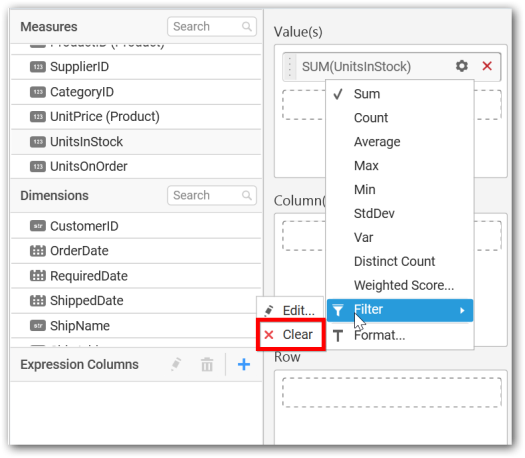 Measures
Search
ProductID (Product)
123 SupplierID
123 CategoryID
123 UnitPrice (Product)
123 UnitsInStock
123 UnitsOnOrder
Dimensions
Search
str CustomerID
OrderDate
RequiredDate
ShippedDate
str ShipName
Expression Columns
Value(s)
SUM(UnitsInStock)
Sum
Count
Average
Max
Min
StdDev
Var
Distinct Count
Weighted Score...
Filter
Format...
Edit...
Clear
Column(
Row